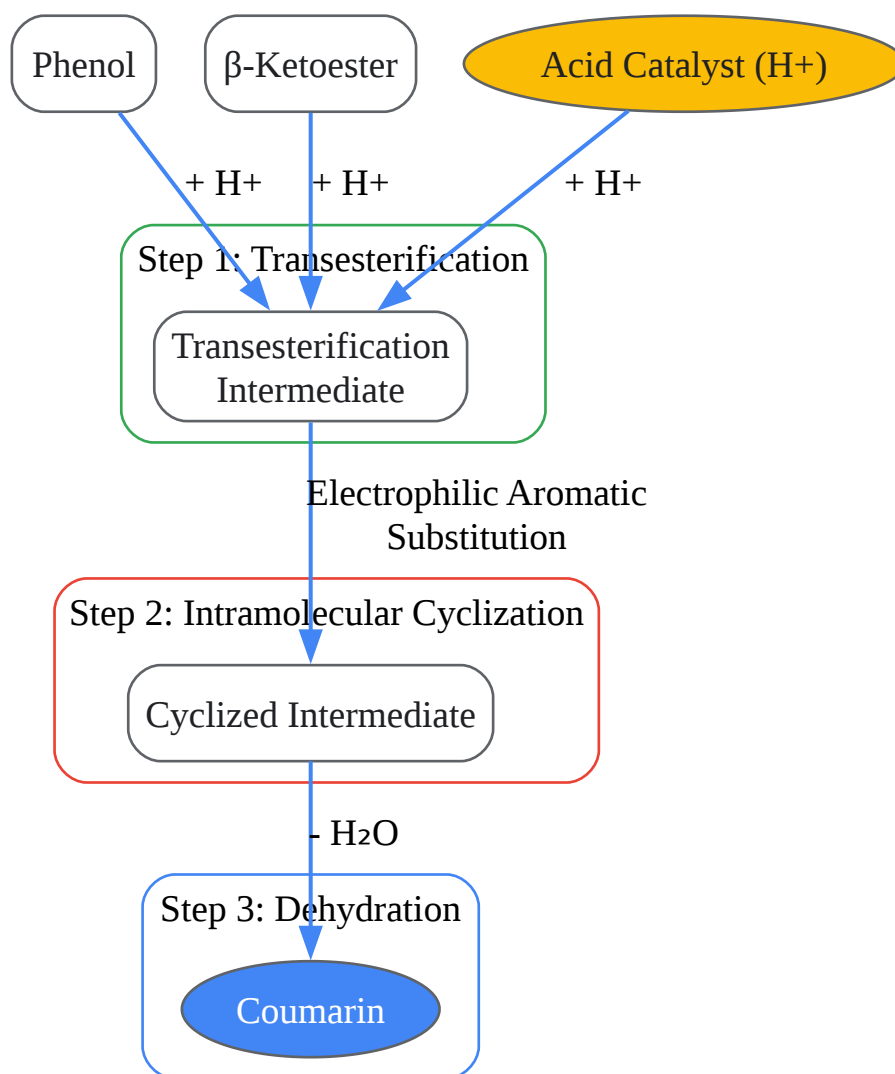 Phenol
β-Ketoester
Acid Catalyst (H+)
+ H+
+ H+
+ H+
Step 1: Transesterification
Transesterification
Intermediate
Electrophilic Aromatic
Substitution
Step 2: Intramolecular Cyclization
Cyclized Intermediate
- H₂O
Step 3: Dehydration
Coumarin